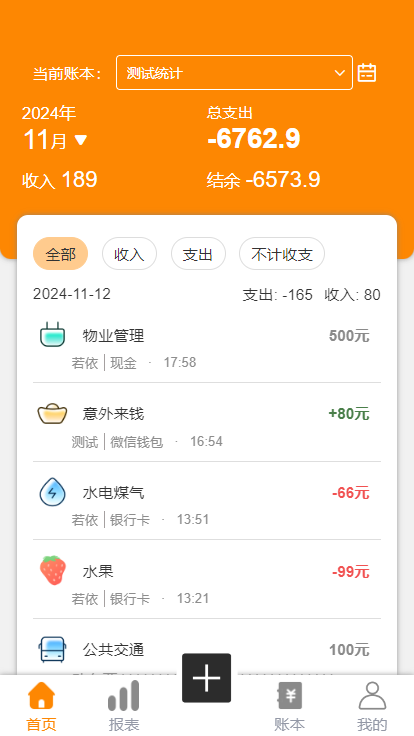 当前账本： 测试统计
2024年 总支出
11月 -6762.9
收入 189 结余 -6573.9
全部 收入 支出 不计收支
2024-11-12 支出: -165 收入: 80
物业管理 500元
若依 现金 · 17:58
意外来钱 +80元
测试 微信钱包 · 16:54
水电煤气 -66元
若依 银行卡 · 13:51
水果 -99元
若依 银行卡 · 13:21
公共交通 100元
首页 报表 账本 我的